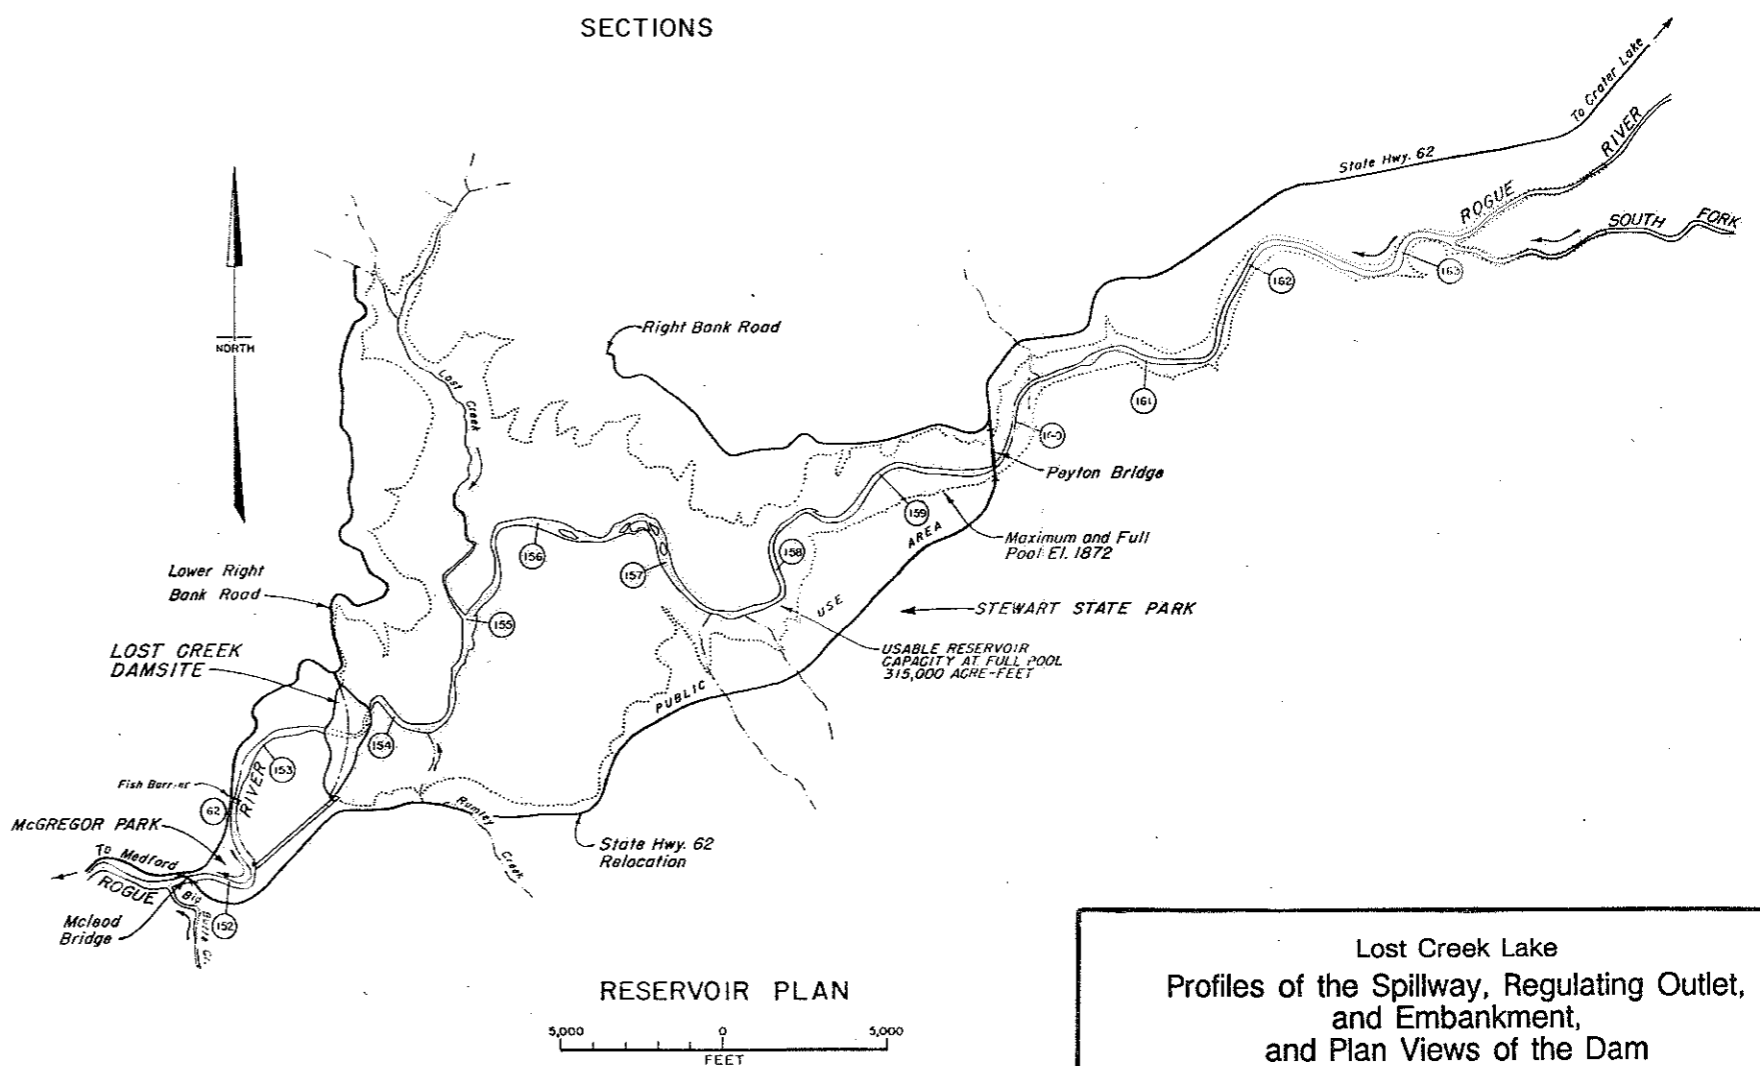 SECTIONS
To Crater Lake
State Hwy. 62
ROGUE RIVER
SOUTH FORK
163
162
NORTH
Right Bank Road
Lost Creek
161
160
Peyton Bridge
159
AREA
Maximum and Full
Pool El. 1872
156
158
157
Lower Right
Bank Road
USE
STEWART STATE PARK
155
LOST CREEK
DAMSITE
USABLE RESERVOIR
CAPACITY AT FULL POOL
315,000 ACRE-FEET
PUBLIC
154
153
Fish Barrier
RIVER
62
McGREGOR PARK
Rumley
Creek
State Hwy. 62
Relocation
To Medford
ROGUE
Big Butte Cr.
152
Mcleod
Bridge
RESERVOIR PLAN
5,000 0 5,000
FEET
Lost Creek Lake
Profiles of the Spillway, Regulating Outlet,
and Embankment,
and Plan Views of the Dam